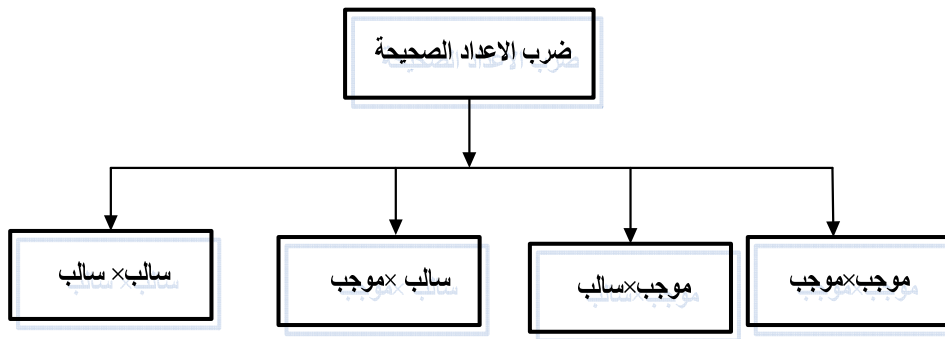 ضرب الاعداد الصحيحة
موجب×موجب
موجب×سالب
سالب ×موجب
سالب× سالب